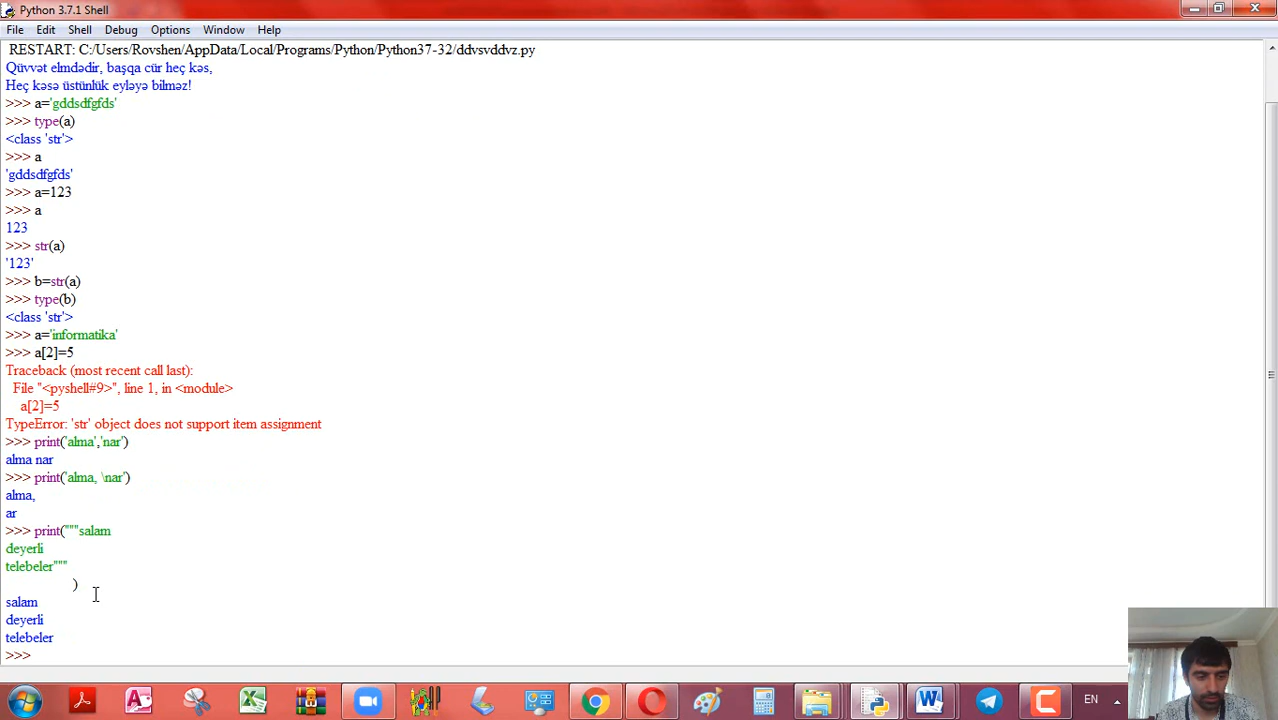 Python 3.7.1 Shell
File Edit Shell Debug Options Window Help
RESTART: C:/Users/Rovshen/AppData/Local/Programs/Python/Python37-32/ddvsvddvz.py
Qüvvət elmdədir, başqa cür heç kəs,
Heç kəsə üstünlük eyləyə bilməz!
>>> a='gddsdfgfds'
>>> type(a)
<class 'str'>
>>> a
'gddsdfgfds'
>>> a=123
>>> a
123
>>> str(a)
'123'
>>> b=str(a)
>>> type(b)
<class 'str'>
>>> a='informatika'
>>> a[2]=5
Traceback (most recent call last):
File "<pyshell#9>", line 1, in <module>
a[2]=5
TypeError: 'str' object does not support item assignment
>>> print('alma','nar')
alma nar
>>> print('alma, \nar')
alma,
ar
>>> print("""salam
deyerli
telebeler"""
)
salam
deyerli
telebeler
>>>
EN